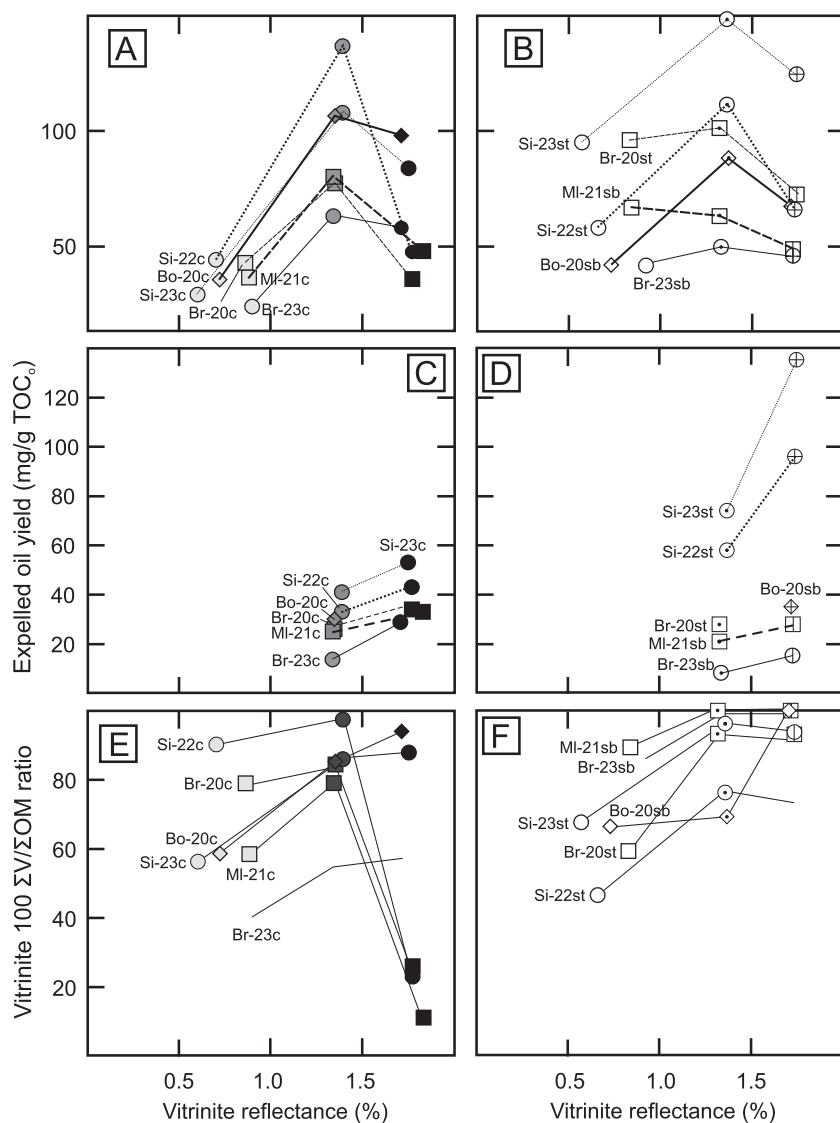 A
B
100
50
Si-22c
Bo-20c
Si-23c
Br-20c
Ml-21c
Br-23c
Si-23st
Br-20st
Ml-21sb
Si-22st
Bo-20sb
Br-23sb
C
D
Expelled oil yield (mg/g TOCo)
120
100
80
60
40
20
Si-23c
Si-22c
Bo-20c
Br-20c
Ml-21c
Br-23c
Si-23st
Si-22st
Bo-20sb
Br-20st
Ml-21sb
Br-23sb
E
F
Vitrinite 100 ΣV/ΣOM ratio
80
60
40
20
Si-22c
Br-20c
Bo-20c
Si-23c
Ml-21c
Br-23c
Ml-21sb
Br-23sb
Si-23st
Bo-20sb
Br-20st
Si-22st
0.5 1.0 1.5 0.5 1.0 1.5
Vitrinite reflectance (%) Vitrinite reflectance (%)